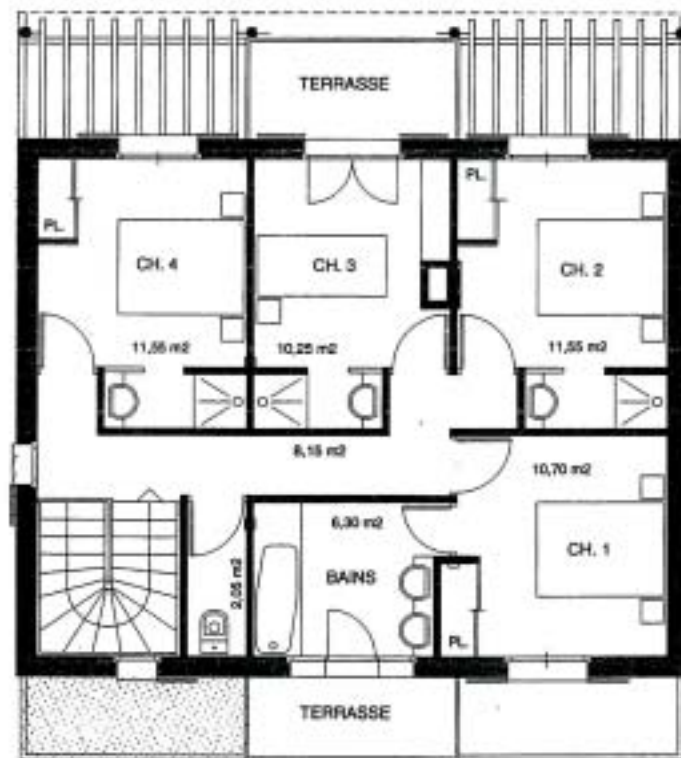 TERRASSE
PL.
PL.
CH. 4
CH. 3
CH. 2
11,55 m2
10,25 m2
11,55 m2
8,15 m2
10,70 m2
6,30 m2
CH. 1
2,05 m2
BAINS
PL.
TERRASSE